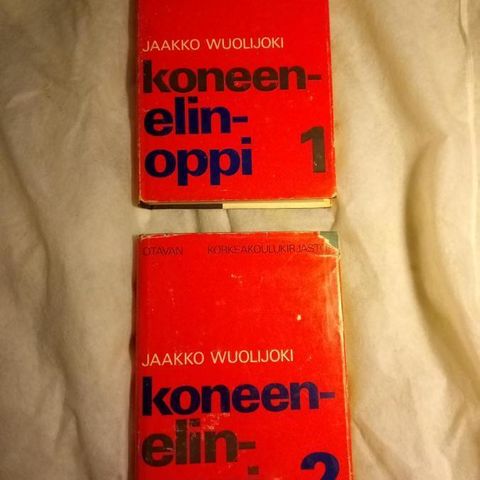 JAAKKO WUOLIJOKI
koneen-
elin-
oppi 1
OTAVAN KORKEAKOULUKIRJASTO
JAAKKO WUOLIJOKI
koneen-
elin-
2